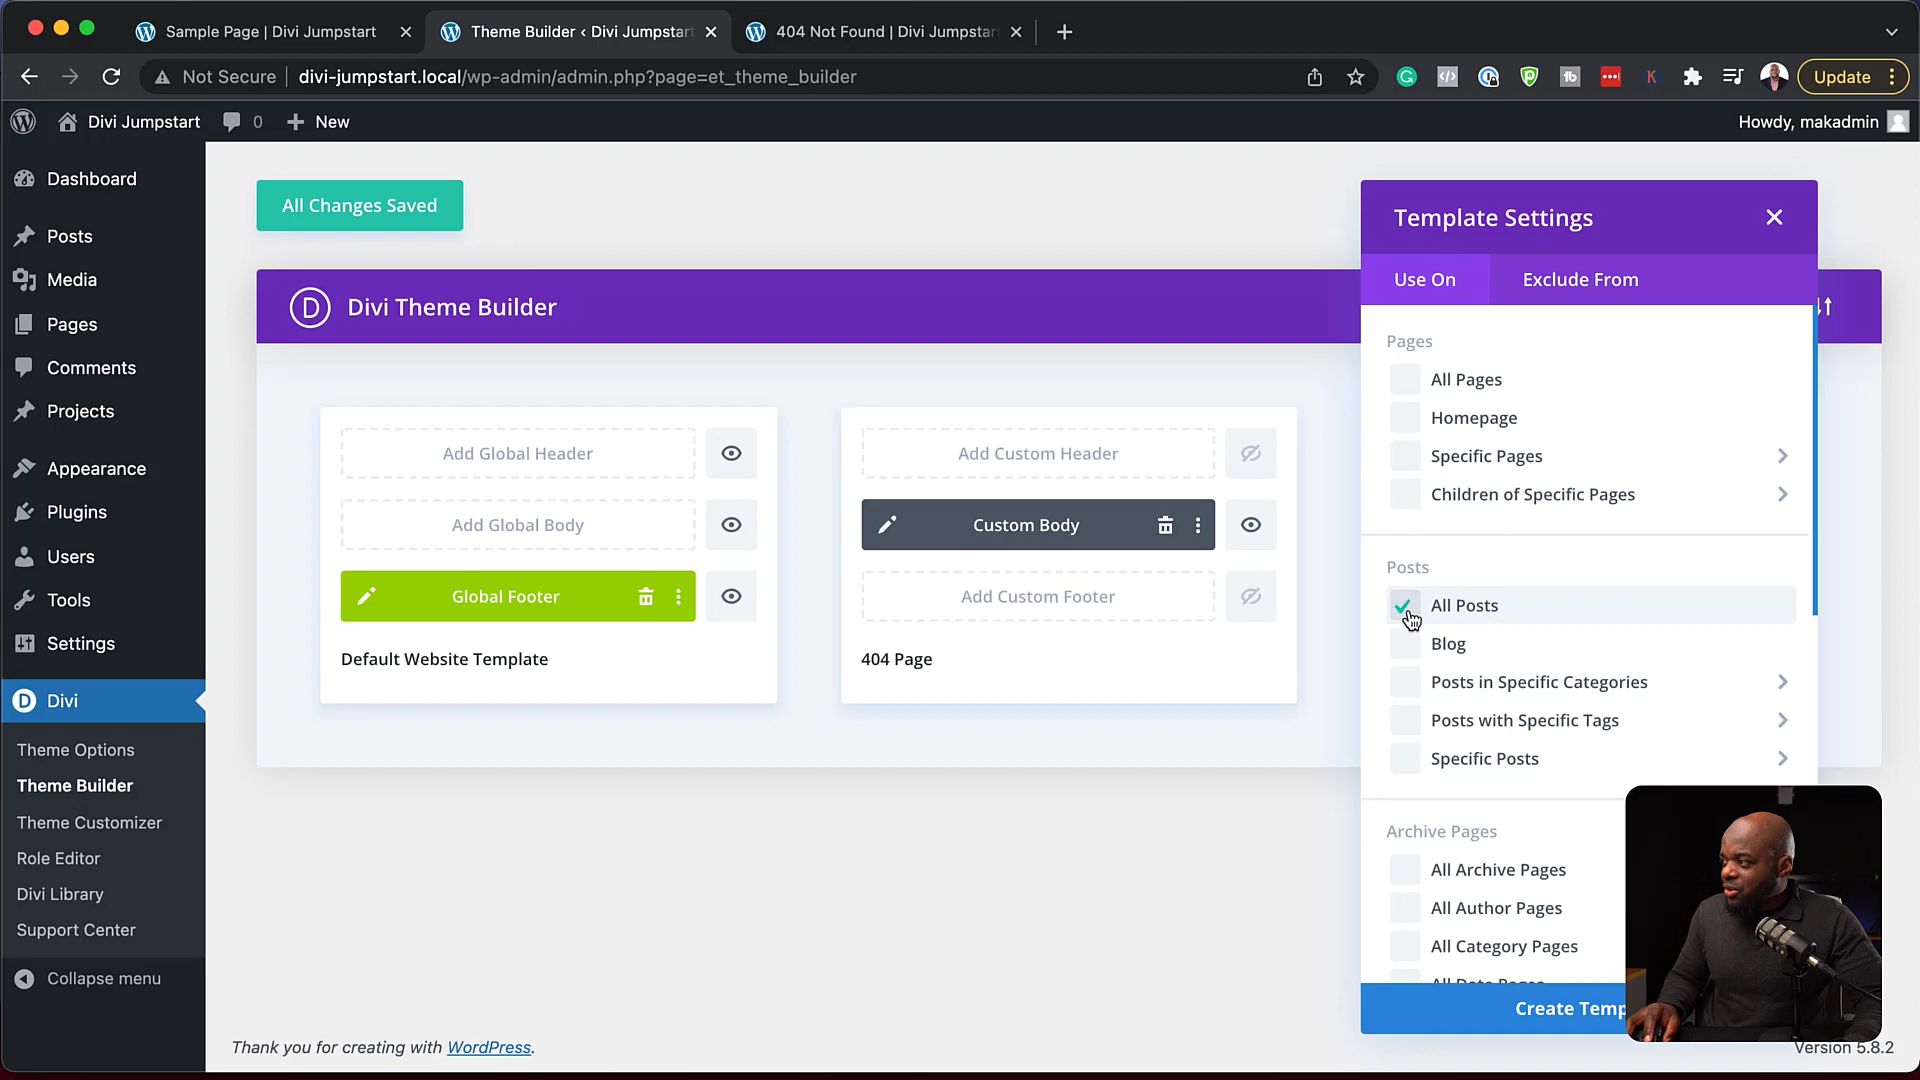 Sample Page | Divi Jumpstart
Theme Builder < Divi Jumpstar
404 Not Found | Divi Jumpstar
Not Secure
divi-jumpstart.local/wp-admin/admin.php?page=et_theme_builder
Update
Divi Jumpstart
0
New
Howdy, makadmin
Dashboard
Posts
Media
Pages
Comments
Projects
Appearance
Plugins
Users
Tools
Settings
Divi
Theme Options
Theme Builder
Theme Customizer
Role Editor
Divi Library
Support Center
Collapse menu
All Changes Saved
D Divi Theme Builder
Add Global Header
Add Global Body
Global Footer
Default Website Template
Add Custom Header
Custom Body
Add Custom Footer
404 Page
Template Settings
Use On
Exclude From
Pages
All Pages
Homepage
Specific Pages
Children of Specific Pages
Posts
All Posts
Blog
Posts in Specific Categories
Posts with Specific Tags
Specific Posts
Archive Pages
All Archive Pages
All Author Pages
All Category Pages
All Date Pages
Create Temp
Thank you for creating with WordPress.
Version 5.8.2